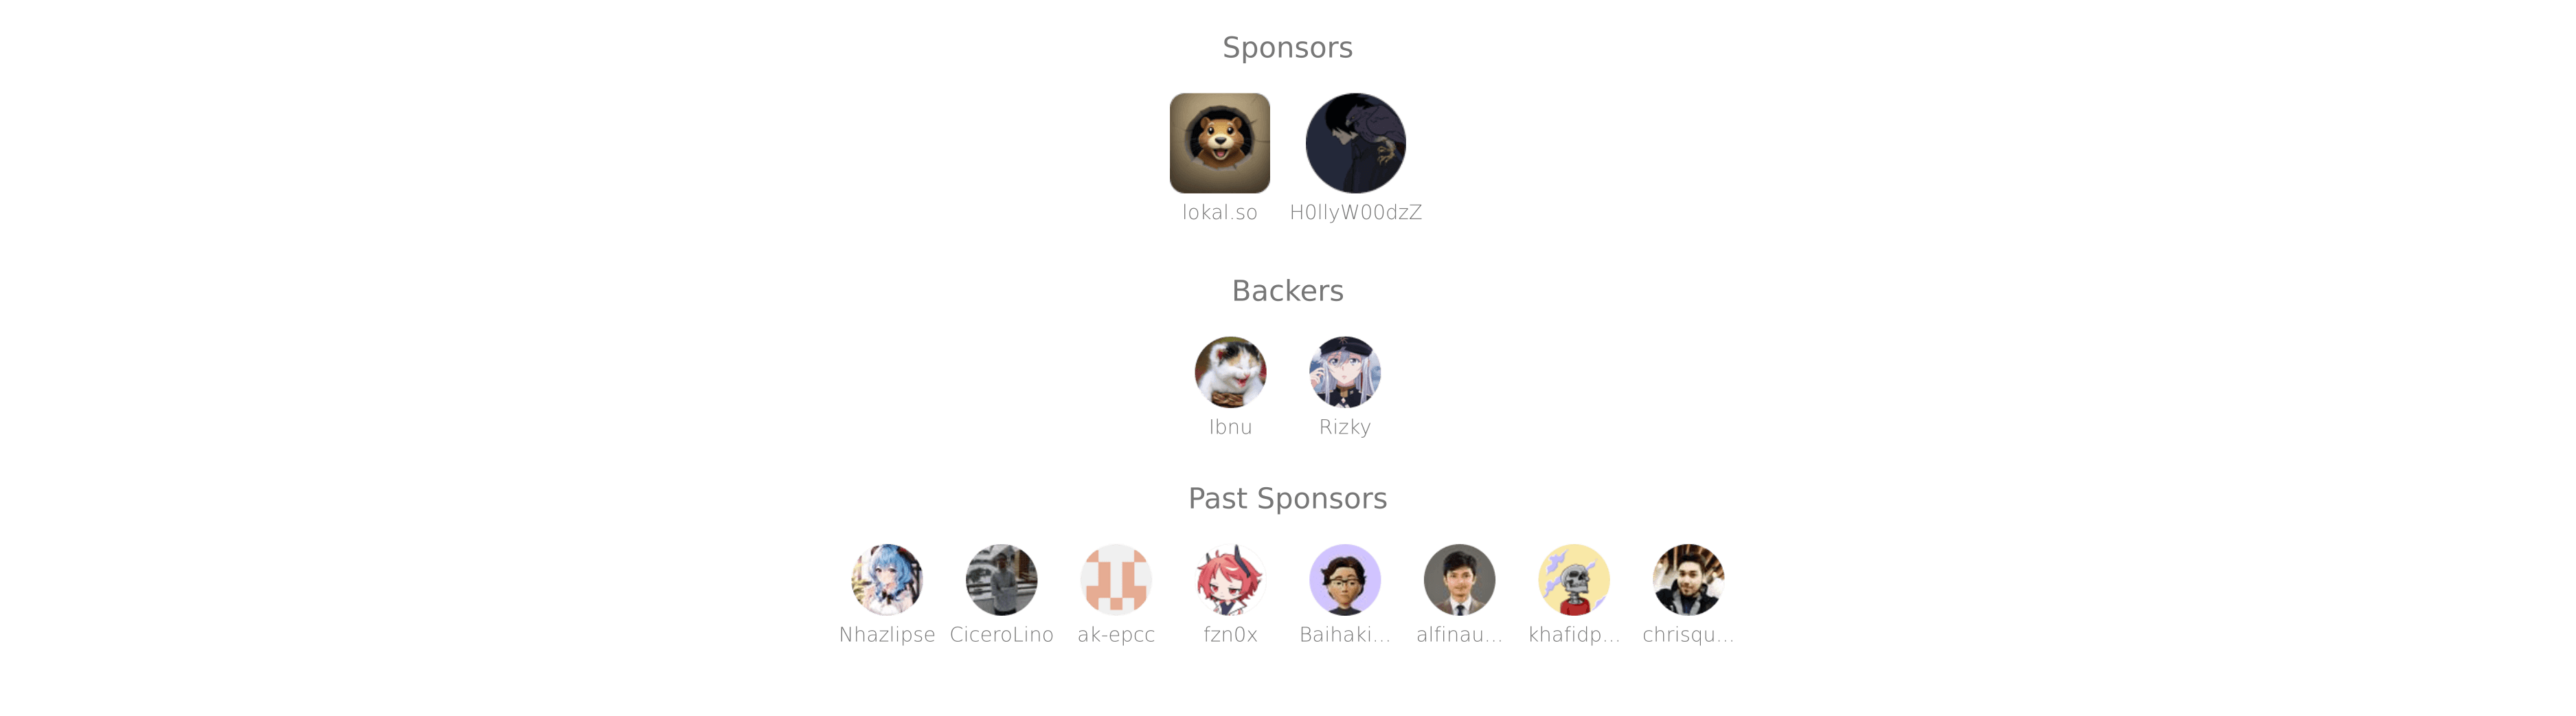 Sponsors
lokal.so H0llyW00dzZ
Backers
Ibnu Rizky
Past Sponsors
Nhazlipse CiceroLino ak-epcc fzn0x Baihaki... alfinau... khafidp... chrisqu...